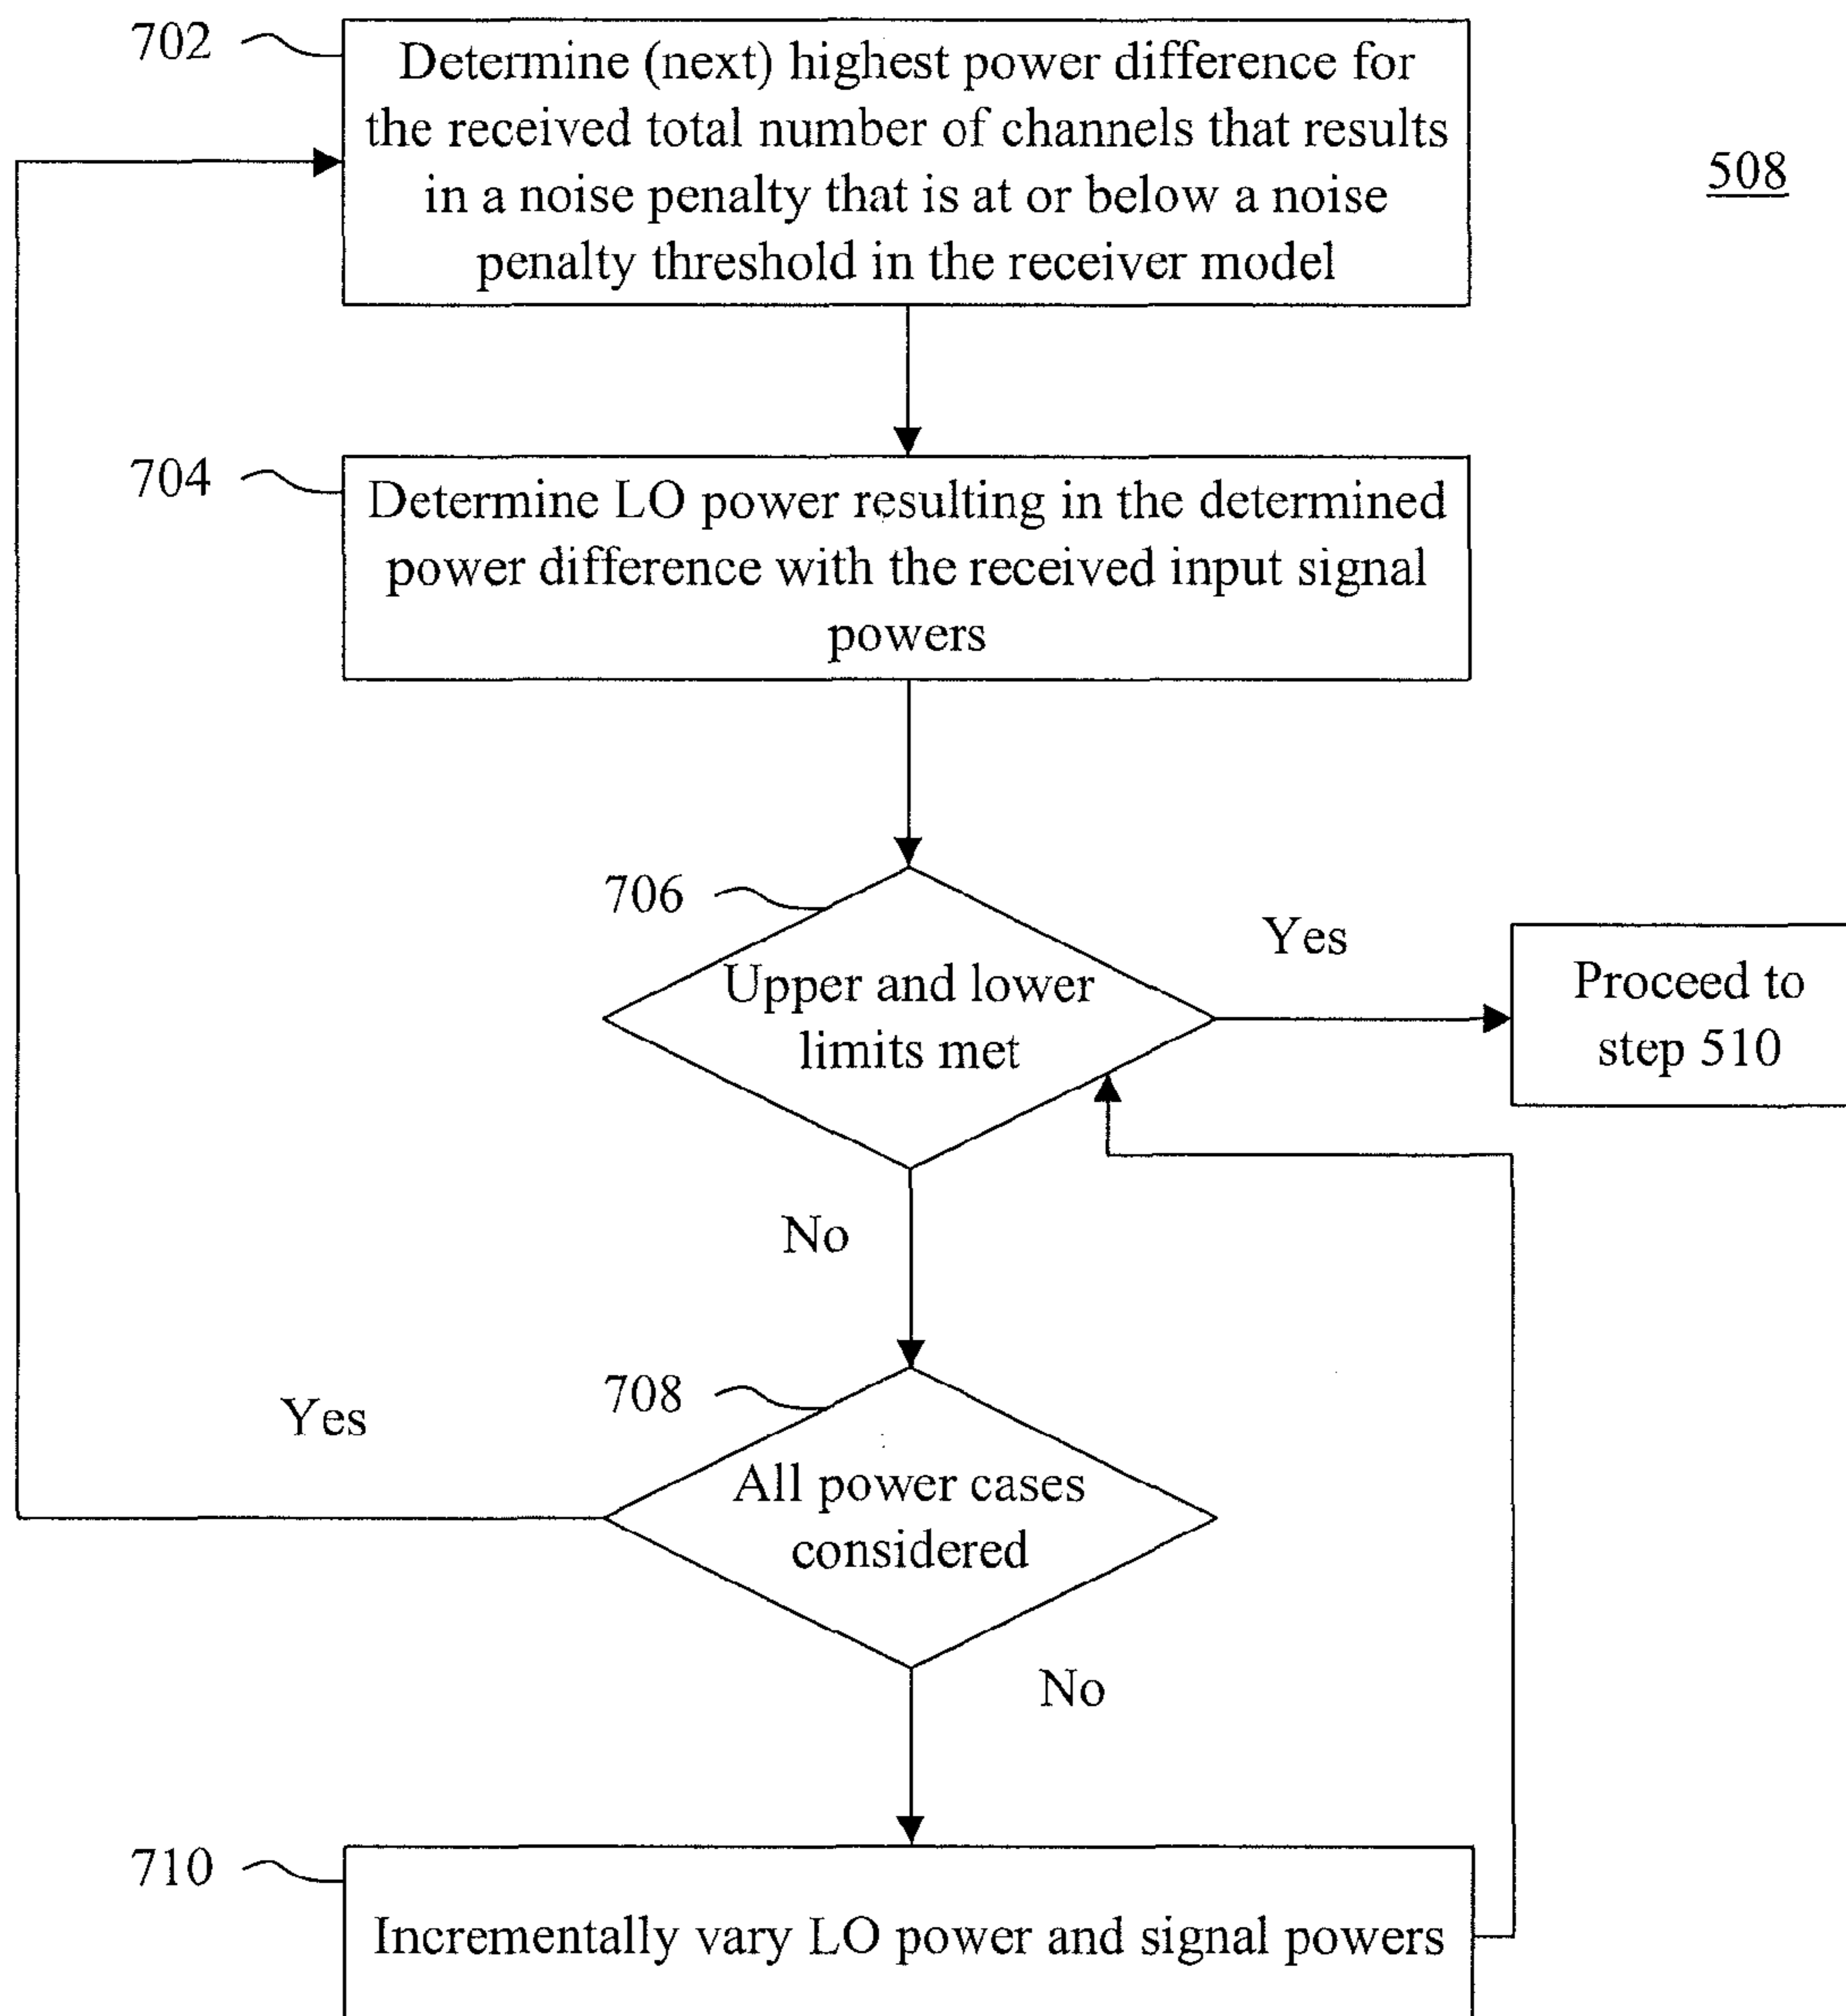 702
Determine (next) highest power difference for
the received total number of channels that results
in a noise penalty that is at or below a noise
penalty threshold in the receiver model
508
704
Determine LO power resulting in the determined
power difference with the received input signal
powers
706
Upper and lower
limits met
Yes
Proceed to
step 510
No
708
All power cases
considered
Yes
No
710
Incrementally vary LO power and signal powers